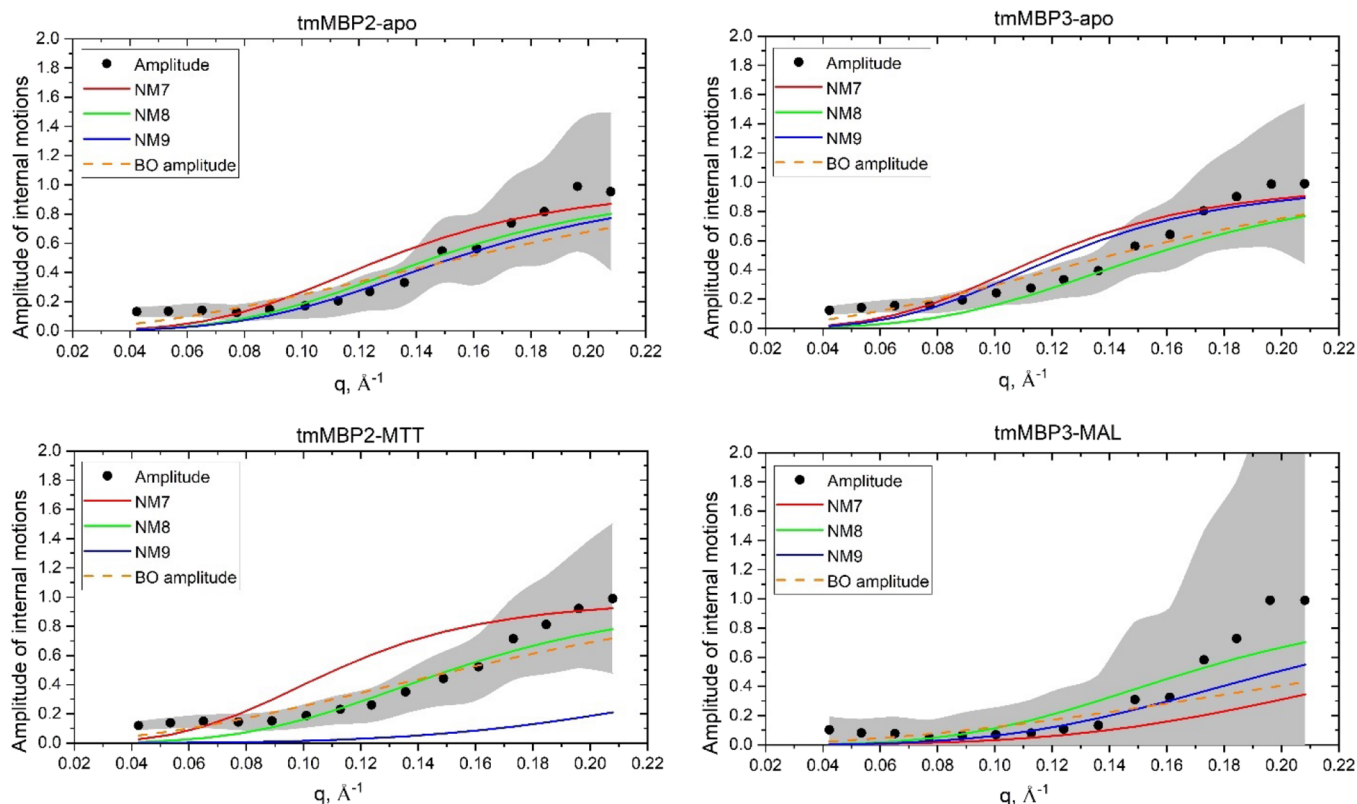 tmMBP2-apo
Amplitude of internal motions
2.0
1.8
1.6
1.4
1.2
1.0
0.8
0.6
0.4
0.2
0.0
Amplitude
NM7
NM8
NM9
BO amplitude
0.02 0.04 0.06 0.08 0.10 0.12 0.14 0.16 0.18 0.20 0.22
q, Å⁻¹
tmMBP3-apo
Amplitude of internal motions
2.0
1.8
1.6
1.4
1.2
1.0
0.8
0.6
0.4
0.2
0.0
Amplitude
NM7
NM8
NM9
BO amplitude
0.02 0.04 0.06 0.08 0.10 0.12 0.14 0.16 0.18 0.20 0.22
q, Å⁻¹
tmMBP2-MTT
Amplitude of internal motions
2.0
1.8
1.6
1.4
1.2
1.0
0.8
0.6
0.4
0.2
0.0
Amplitude
NM7
NM8
NM9
BO amplitude
0.02 0.04 0.06 0.08 0.10 0.12 0.14 0.16 0.18 0.20 0.22
q, Å⁻¹
tmMBP3-MAL
Amplitude of internal motions
2.0
1.8
1.6
1.4
1.2
1.0
0.8
0.6
0.4
0.2
0.0
Amplitude
NM7
NM8
NM9
BO amplitude
0.02 0.04 0.06 0.08 0.10 0.12 0.14 0.16 0.18 0.20 0.22
q, Å⁻¹